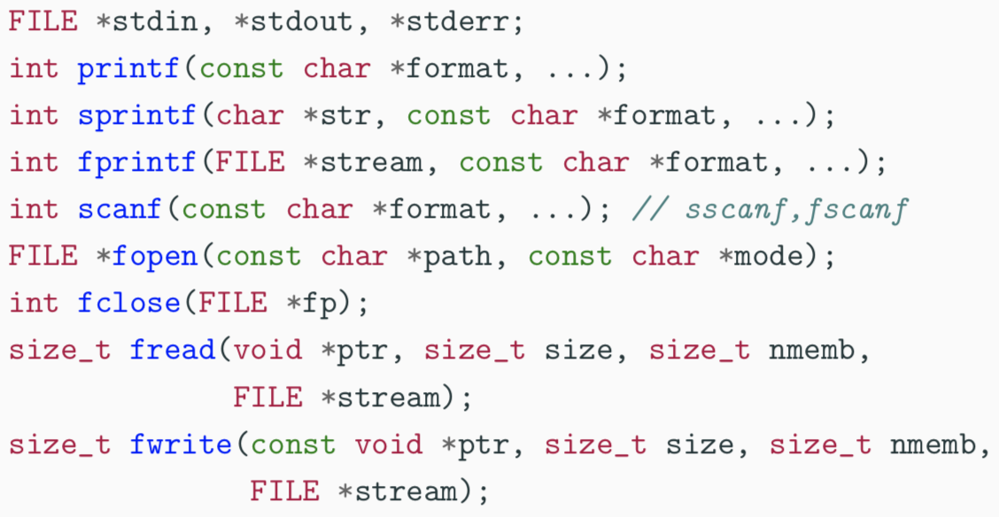 FILE *stdin, *stdout, *stderr;
int printf(const char *format, ...);
int sprintf(char *str, const char *format, ...);
int fprintf(FILE *stream, const char *format, ...);
int scanf(const char *format, ...); // sscanf,fscanf
FILE *fopen(const char *path, const char *mode);
int fclose(FILE *fp);
size_t fread(void *ptr, size_t size, size_t nmemb,
FILE *stream);
size_t fwrite(const void *ptr, size_t size, size_t nmemb,
FILE *stream);